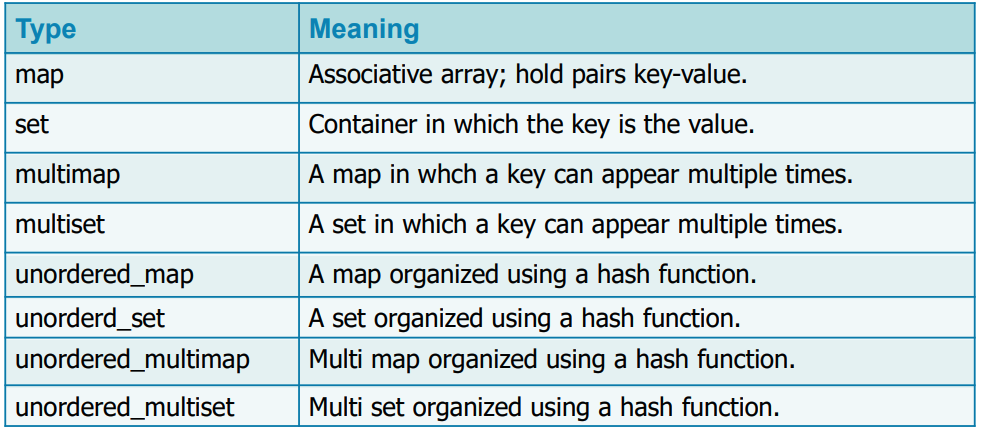 Type Meaning
map Associative array; hold pairs key-value.
set Container in which the key is the value.
multimap A map in whch a key can appear multiple times.
multiset A set in which a key can appear multiple times.
unordered_map A map organized using a hash function.
unorderd_set A set organized using a hash function.
unordered_multimap Multi map organized using a hash function.
unordered_multiset Multi set organized using a hash function.